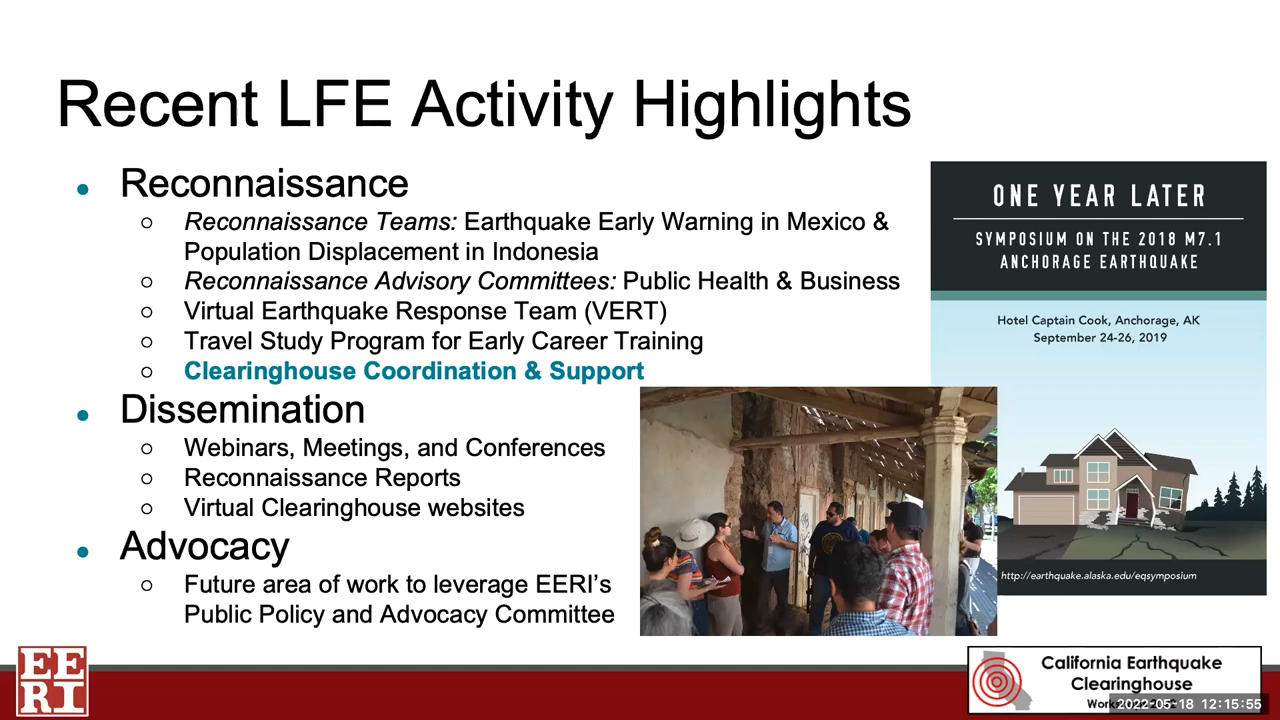 Recent LFE Activity Highlights
● Reconnaissance
○ Reconnaissance Teams: Earthquake Early Warning in Mexico &
Population Displacement in Indonesia
○ Reconnaissance Advisory Committees: Public Health & Business
○ Virtual Earthquake Response Team (VERT)
○ Travel Study Program for Early Career Training
○ Clearinghouse Coordination & Support
● Dissemination
○ Webinars, Meetings, and Conferences
○ Reconnaissance Reports
○ Virtual Clearinghouse websites
● Advocacy
○ Future area of work to leverage EERI’s
Public Policy and Advocacy Committee
ONE YEAR LATER
SYMPOSIUM ON THE 2018 M7.1
ANCHORAGE EARTHQUAKE
Hotel Captain Cook, Anchorage, AK
September 24-26, 2019
http://earthquake.alaska.edu/eqsymposium
EE
RI
California Earthquake
Clearinghouse
2022-05-18 12:15:55